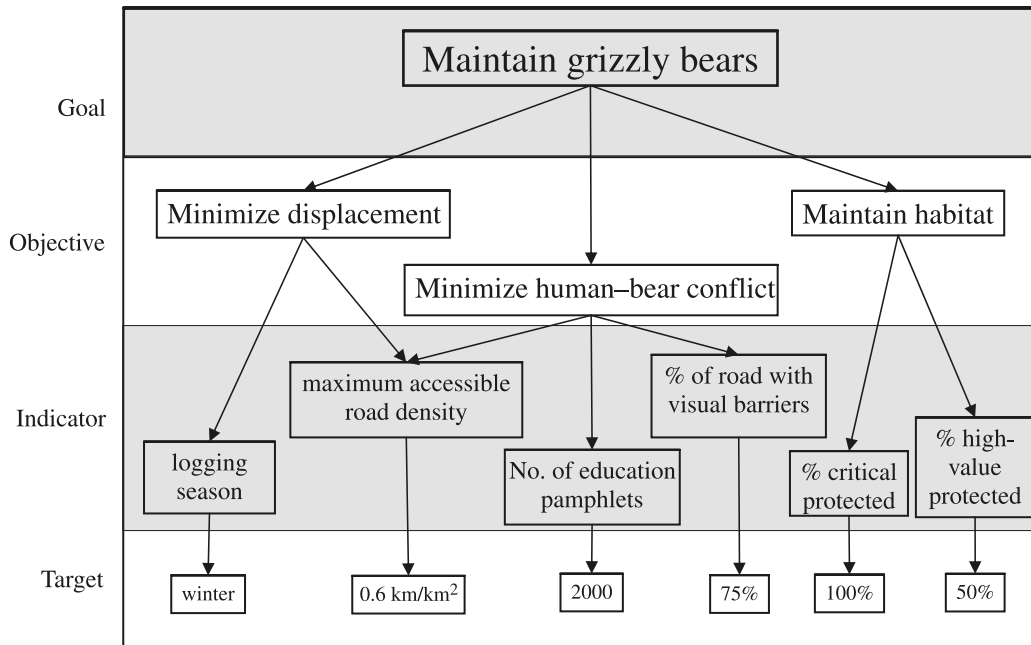 Maintain grizzly bears
Goal
Minimize displacement
Maintain habitat
Objective
Minimize human–bear conflict
maximum accessible
road density
% of road with
visual barriers
Indicator
logging
season
No. of education
pamphlets
% critical
protected
% high-
value
protected
Target
winter
0.6 km/km²
2000
75%
100%
50%